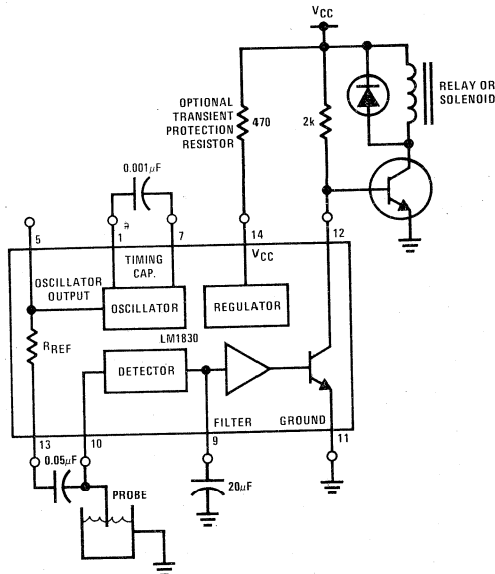 VCC
RELAY OR
SOLENOID
OPTIONAL
TRANSIENT
PROTECTION
RESISTOR
470
2k
0.001µF
5
1
7
14
12
TIMING
CAP.
VCC
OSCILLATOR
OUTPUT
OSCILLATOR
REGULATOR
RREF
LM1830
DETECTOR
FILTER
GROUND
13
10
9
11
0.05µF
PROBE
20µF